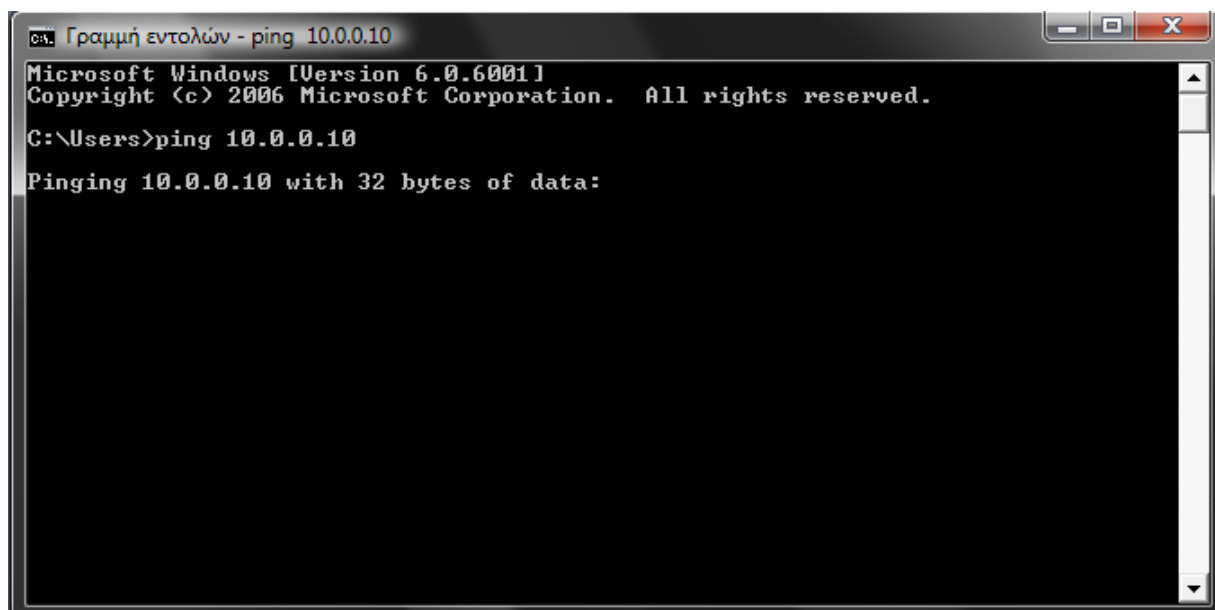 Γραμμή εντολών - ping 10.0.0.10
Microsoft Windows [Version 6.0.6001]
Copyright (c) 2006 Microsoft Corporation.  All rights reserved.
C:\Users>ping 10.0.0.10
Pinging 10.0.0.10 with 32 bytes of data: